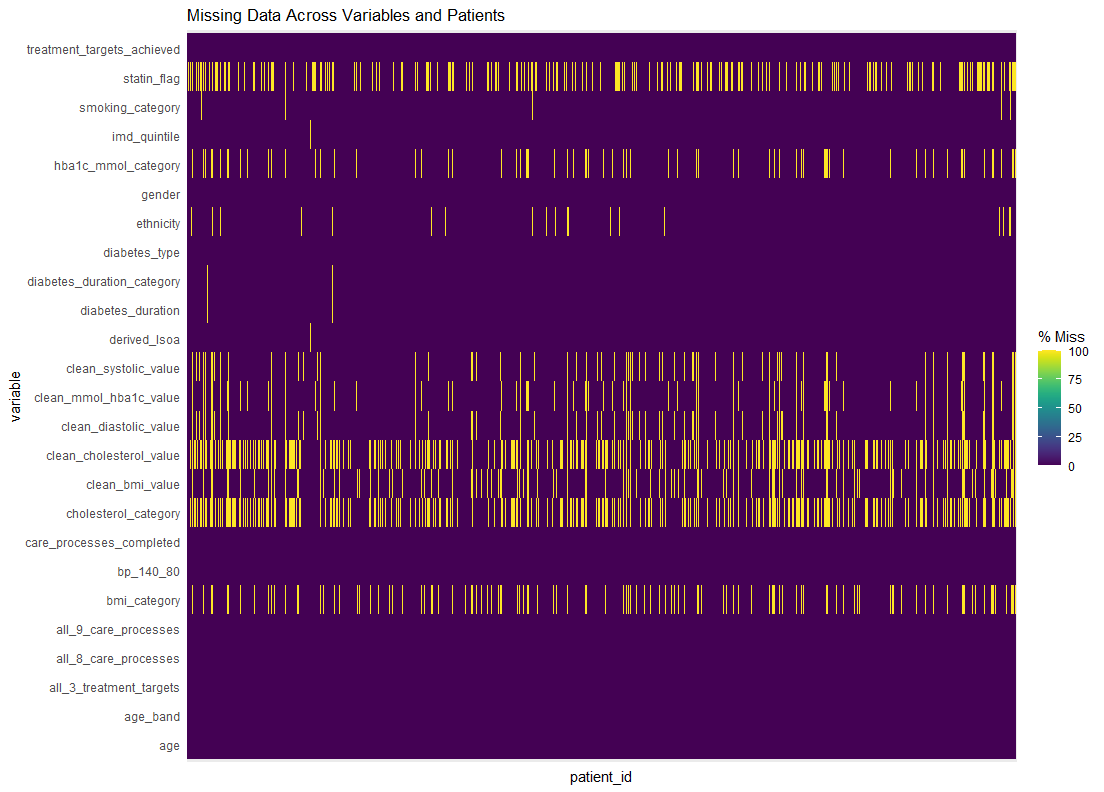 Missing Data Across Variables and Patients
treatment_targets_achieved
statin_flag
smoking_category
imd_quintile
hba1c_mmol_category
gender
ethnicity
diabetes_type
diabetes_duration_category
diabetes_duration
derived_lsoa
clean_systolic_value
clean_mmol_hba1c_value
clean_diastolic_value
clean_cholesterol_value
clean_bmi_value
cholesterol_category
care_processes_completed
bp_140_80
bmi_category
all_9_care_processes
all_8_care_processes
all_3_treatment_targets
age_band
age
variable
patient_id
% Miss
100
75
50
25
0